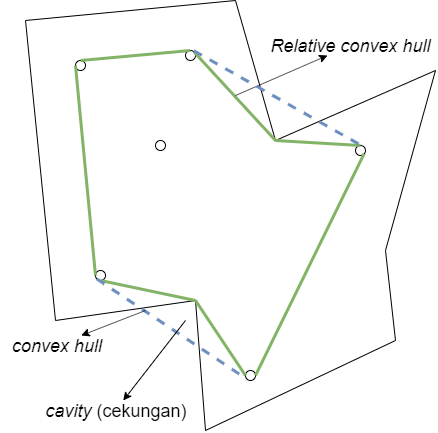 Relative convex hull
convex hull
cavity (cekungan)